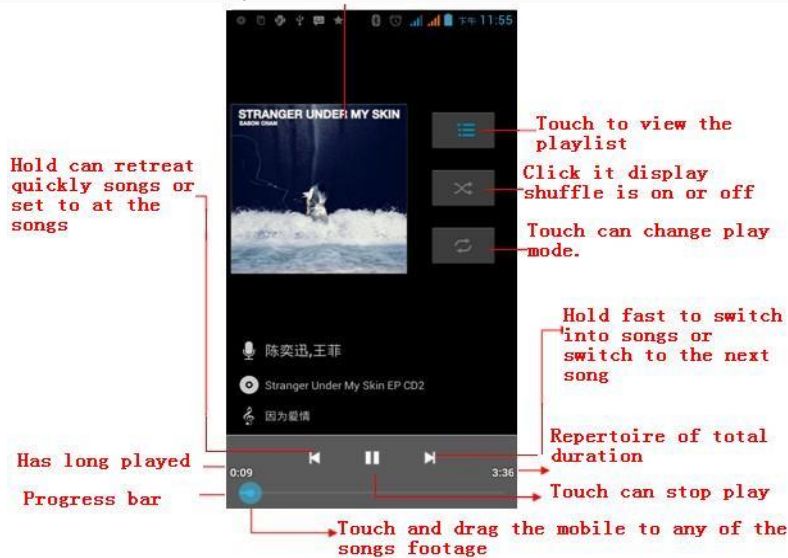 下午 11:55
STRANGER UNDER MY SKIN
EASON CHAN
Touch to view the
playlist
Hold can retreat
quickly songs or
set to at the
songs
Click it display
shuffle is on or off
Touch can change play
mode.
Hold fast to switch
into songs or
switch to the next
song
陈奕迅,王菲
Stranger Under My Skin EP CD2
因为爱情
Repertoire of total
duration
Has long played
0:09
3:36
Touch can stop play
Progress bar
Touch and drag the mobile to any of the
songs footage